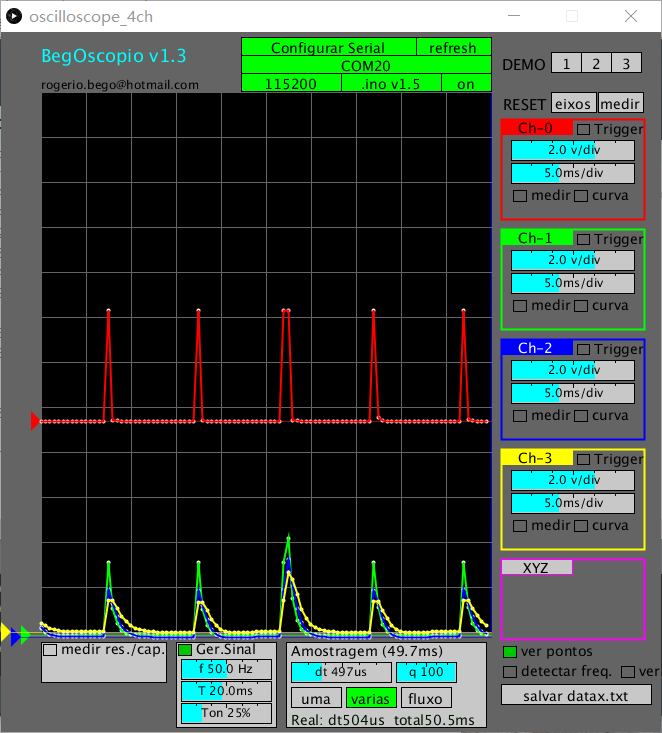 oscilloscope_4ch
BegOscopio v1.3
rogerio.bego@hotmail.com
Configurar Serial refresh
COM20
115200 .ino v1.5 on
DEMO 1 2 3
RESET eixos medir
Ch-0 Trigger
2.0 v/div
5.0ms/div
medir curva
Ch-1 Trigger
2.0 v/div
5.0ms/div
medir curva
Ch-2 Trigger
2.0 v/div
5.0ms/div
medir curva
Ch-3 Trigger
2.0 v/div
5.0ms/div
medir curva
XYZ
medir res./cap.
Ger.Sinal
f 50.0 Hz
T 20.0ms
Ton 25%
Amostragem (49.7ms)
dt 497us q 100
uma varias fluxo
Real: dt504us total50.5ms
ver pontos
detectar freq. ver
salvar datax.txt